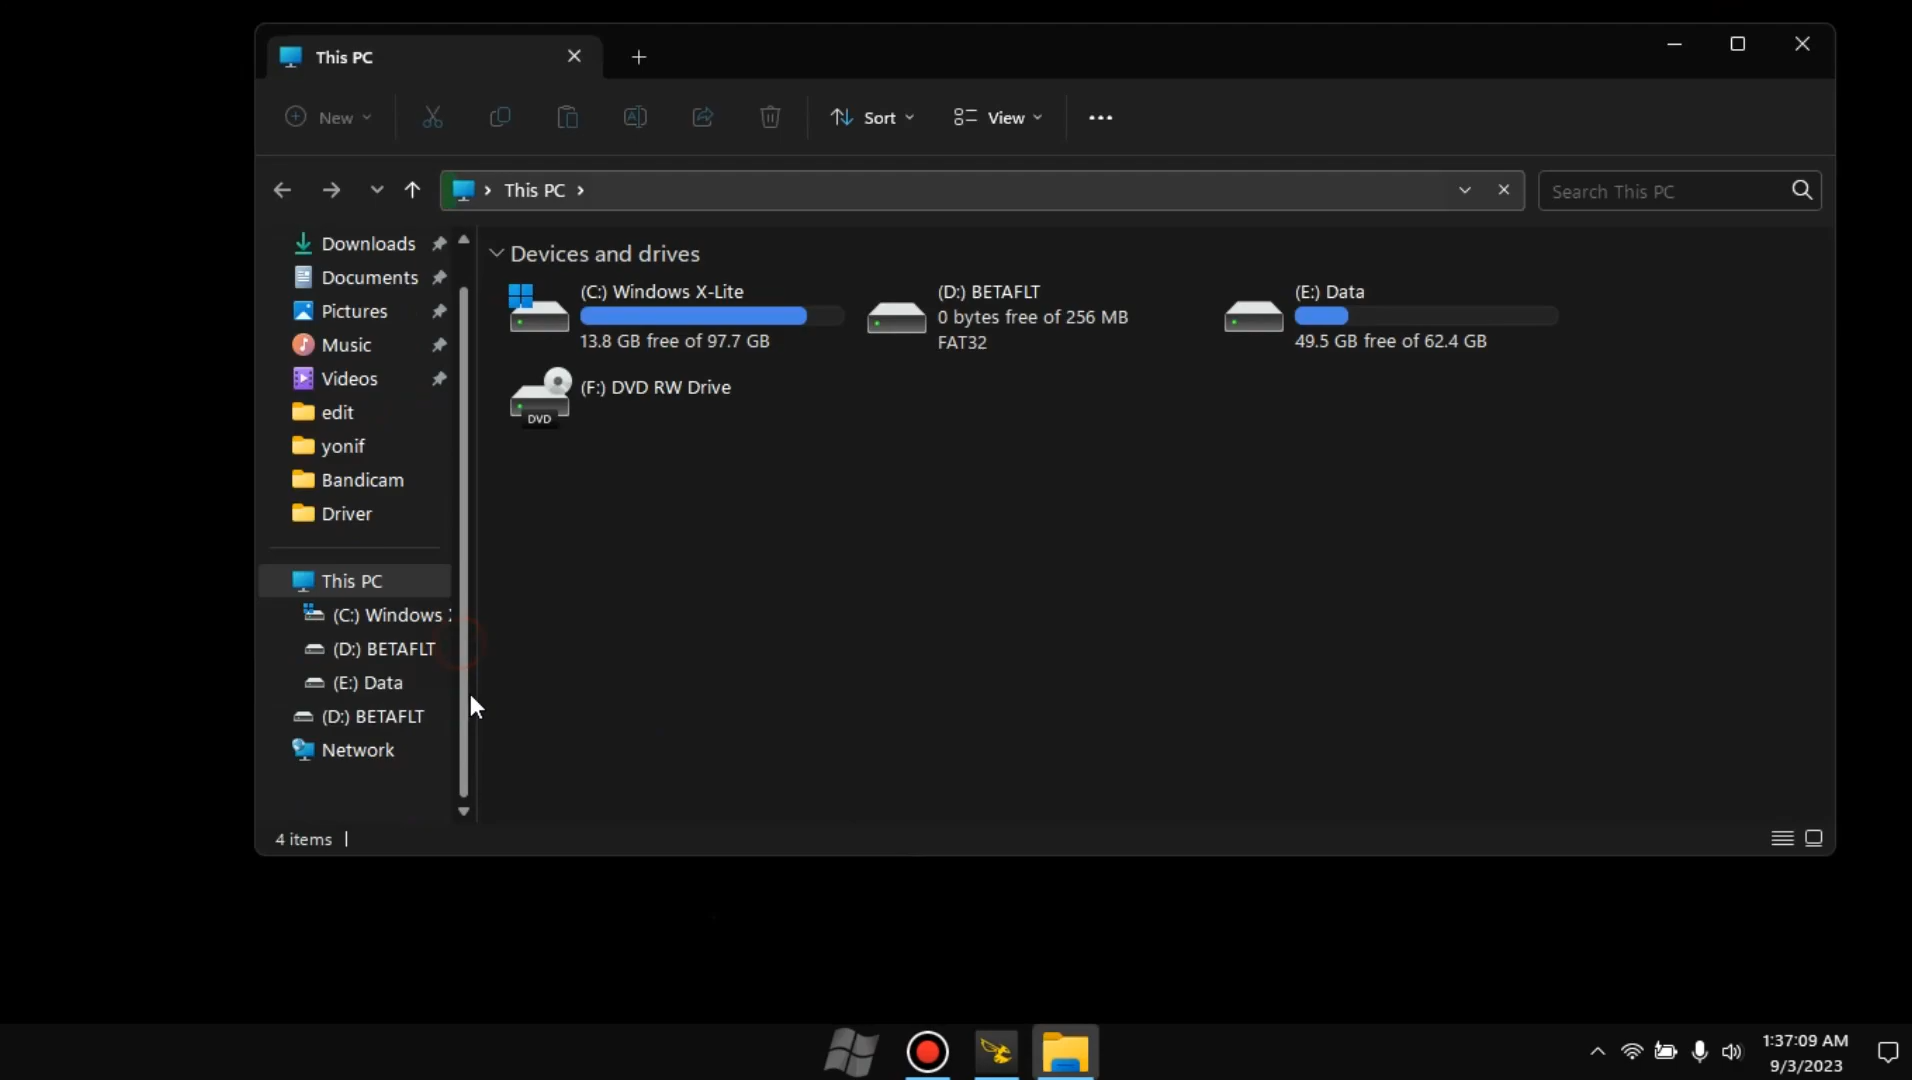 This PC
New
Sort
View
This PC
Search This PC
Downloads
Documents
Pictures
Music
Videos
edit
yonif
Bandicam
Driver
This PC
(C:) Windows
(D:) BETAFLT
(E:) Data
(D:) BETAFLT
Network
Devices and drives
(C:) Windows X-Lite
13.8 GB free of 97.7 GB
(D:) BETAFLT
0 bytes free of 256 MB
FAT32
(E:) Data
49.5 GB free of 62.4 GB
DVD
(F:) DVD RW Drive
4 items
1:37:09 AM
9/3/2023